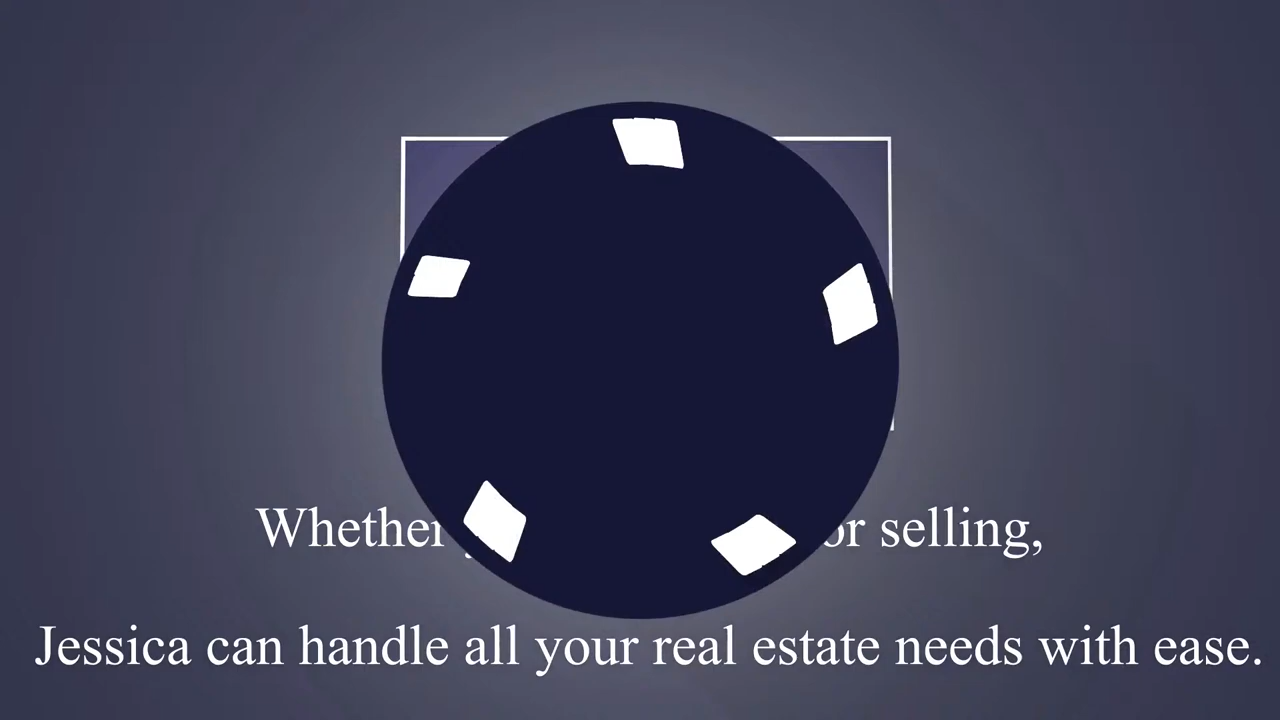 Whether or selling,
Jessica can handle all your real estate needs with ease.